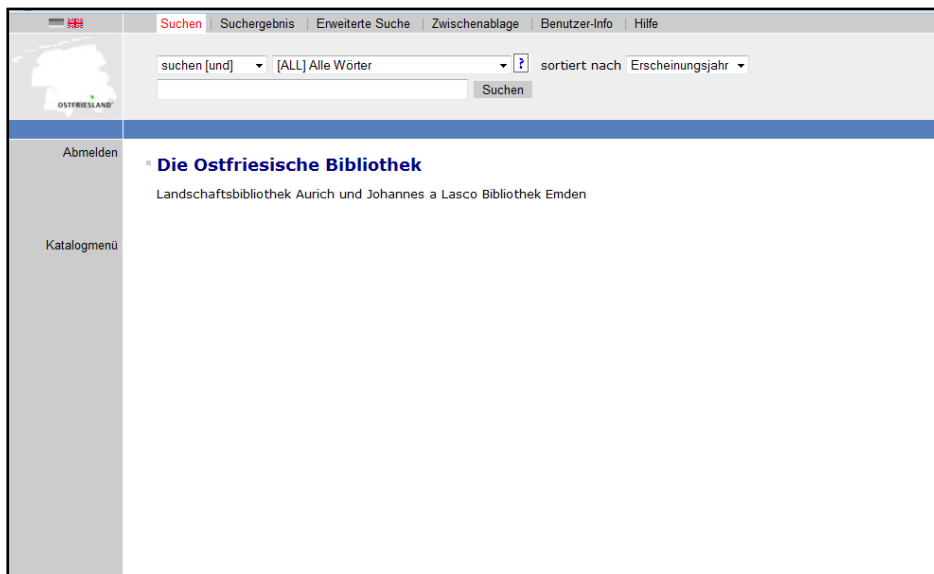 Suchen | Suchergebnis | Erweiterte Suche | Zwischenablage | Benutzer-Info | Hilfe
suchen [und] [ALL] Alle Wörter ? sortiert nach Erscheinungsjahr
Suchen
OSTFRIESLAND
Abmelden
Die Ostfriesische Bibliothek
Landschaftsbibliothek Aurich und Johannes a Lasco Bibliothek Emden
Katalogmenü